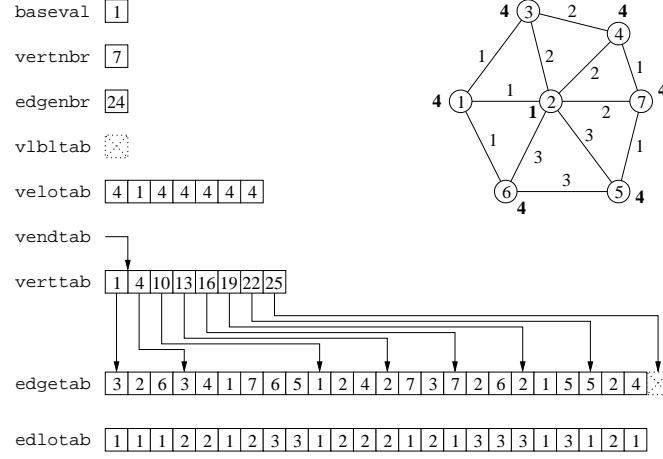 baseval 1
vertnbr 7
edgenbr 24
vlbltab
velotab 4 1 4 4 4 4 4
vendtab
verttab 1 4 10 13 16 19 22 25
edgetab 3 2 6 3 4 1 7 6 5 1 2 4 2 7 3 7 2 6 2 1 5 5 2 4
edlotab 1 1 1 2 2 1 2 3 3 1 2 2 2 1 2 1 3 3 3 1 3 1 2 1
4 3 2 4
4
1 2 2 1
4 1 1 2 2 7 4
1
1 3 3 1
6 3 5 4
4